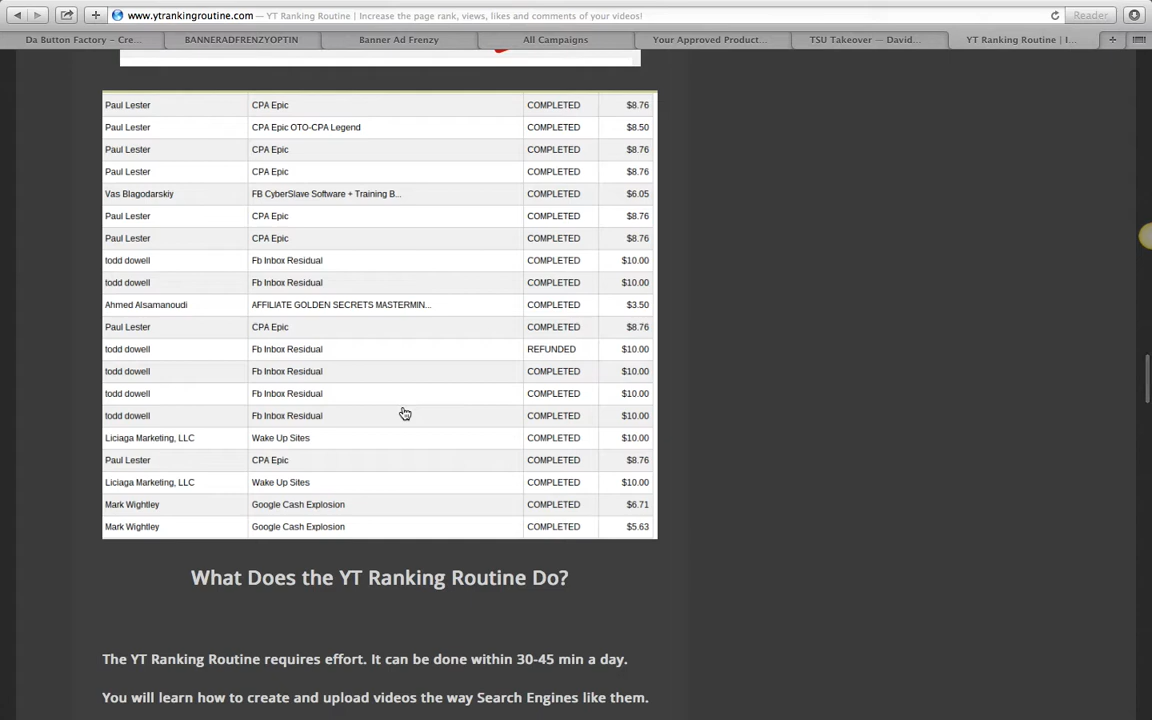 www.ytrankingroutine.com — YT Ranking Routine | Increase the page rank, views, likes and comments of your videos!
Reader
Da Button Factory – Cre... BANNERADFRENZYOPTIN Banner Ad Frenzy All Campaigns Your Approved Product... TSU Takeover — David... YT Ranking Routine | I...
Paul Lester CPA Epic COMPLETED $8.76
Paul Lester CPA Epic OTO-CPA Legend COMPLETED $8.50
Paul Lester CPA Epic COMPLETED $8.76
Paul Lester CPA Epic COMPLETED $8.76
Vas Blagodarskiy FB CyberSlave Software + Training B... COMPLETED $6.05
Paul Lester CPA Epic COMPLETED $8.76
Paul Lester CPA Epic COMPLETED $8.76
todd dowell Fb Inbox Residual COMPLETED $10.00
todd dowell Fb Inbox Residual COMPLETED $10.00
Ahmed Alsamanoudi AFFILIATE GOLDEN SECRETS MASTERMIN... COMPLETED $3.50
Paul Lester CPA Epic COMPLETED $8.76
todd dowell Fb Inbox Residual REFUNDED $10.00
todd dowell Fb Inbox Residual COMPLETED $10.00
todd dowell Fb Inbox Residual COMPLETED $10.00
todd dowell Fb Inbox Residual COMPLETED $10.00
Liciaga Marketing, LLC Wake Up Sites COMPLETED $10.00
Paul Lester CPA Epic COMPLETED $8.76
Liciaga Marketing, LLC Wake Up Sites COMPLETED $10.00
Mark Wightley Google Cash Explosion COMPLETED $6.71
Mark Wightley Google Cash Explosion COMPLETED $5.63
What Does the YT Ranking Routine Do?
The YT Ranking Routine requires effort. It can be done within 30-45 min a day.
You will learn how to create and upload videos the way Search Engines like them.